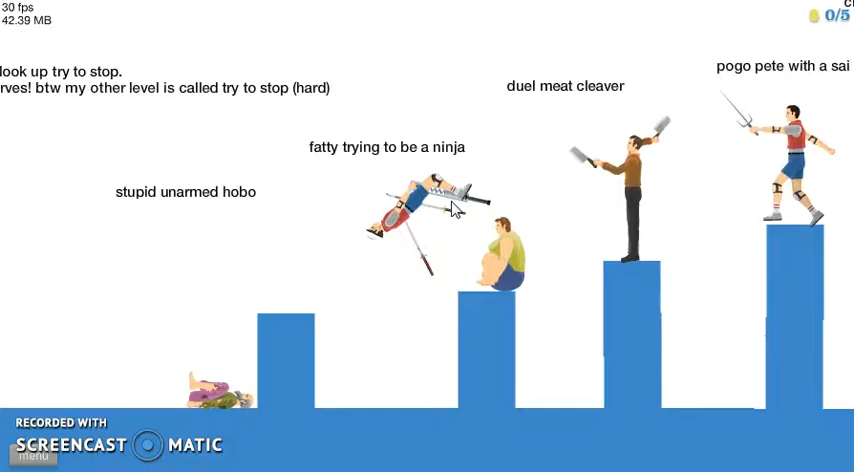 30 fps
42.39 MB
0/5
look up try to stop.
rves! btw my other level is called try to stop (hard)
pogo pete with a sai
duel meat cleaver
fatty trying to be a ninja
stupid unarmed hobo
RECORDED WITH
SCREENCAST MATIC
menu